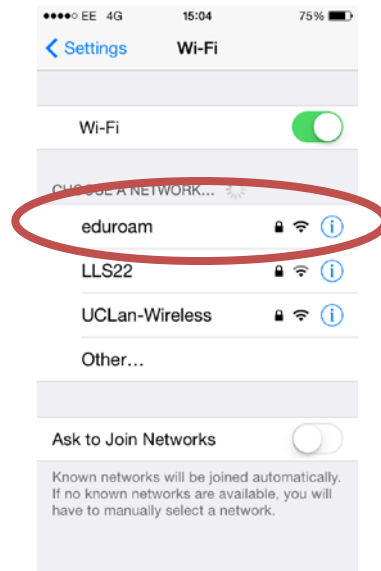 EE 4G 15:04 75%
Settings Wi-Fi
Wi-Fi
CHOOSE A NETWORK...
eduroam
LLS22
UCLan-Wireless
Other...
Ask to Join Networks
Known networks will be joined automatically.
If no known networks are available, you will
have to manually select a network.